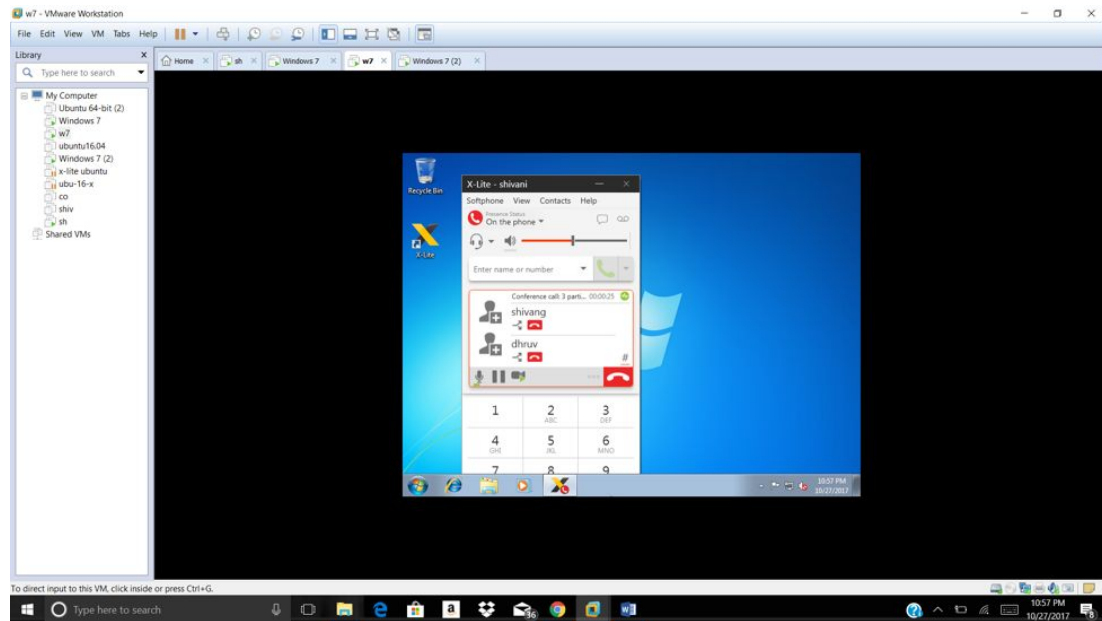 w7 - VMware Workstation
File Edit View VM Tabs Help
Library x
Type here to search
Home sh Windows 7 w7 Windows 7 (2)
My Computer
Ubuntu 64-bit (2)
Windows 7
w7
ubuntu16.04
Windows 7 (2)
x-lite ubuntu
ubu-16-x
co
shiv
sh
Shared VMs
Recycle Bin
X-Lite
X-Lite - shivani
Softphone View Contacts Help
Presence Status
On the phone
Enter name or number
Conference call: 3 parti... 00:00:25
shivang
dhruv
#
1 2 3
ABC DEF
4 5 6
GHI JKL MNO
7 8 9
10:57 PM
10/27/2017
To direct input to this VM, click inside or press Ctrl+G.
Type here to search
a
36
10:57 PM
10/27/2017
8